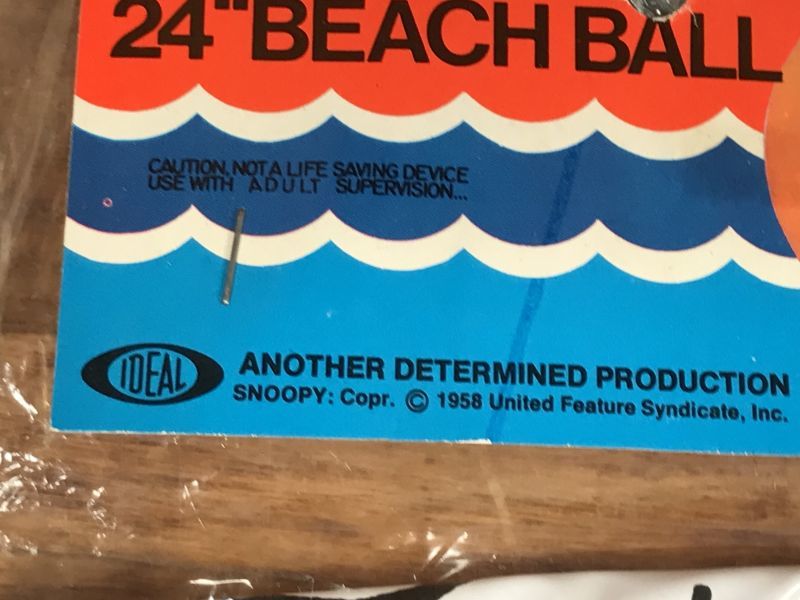 24" BEACH BALL
CAUTION, NOT A LIFE SAVING DEVICE
USE WITH ADULT SUPERVISION...
IDEAL
ANOTHER DETERMINED PRODUCTION
SNOOPY: Copr. © 1958 United Feature Syndicate, Inc.